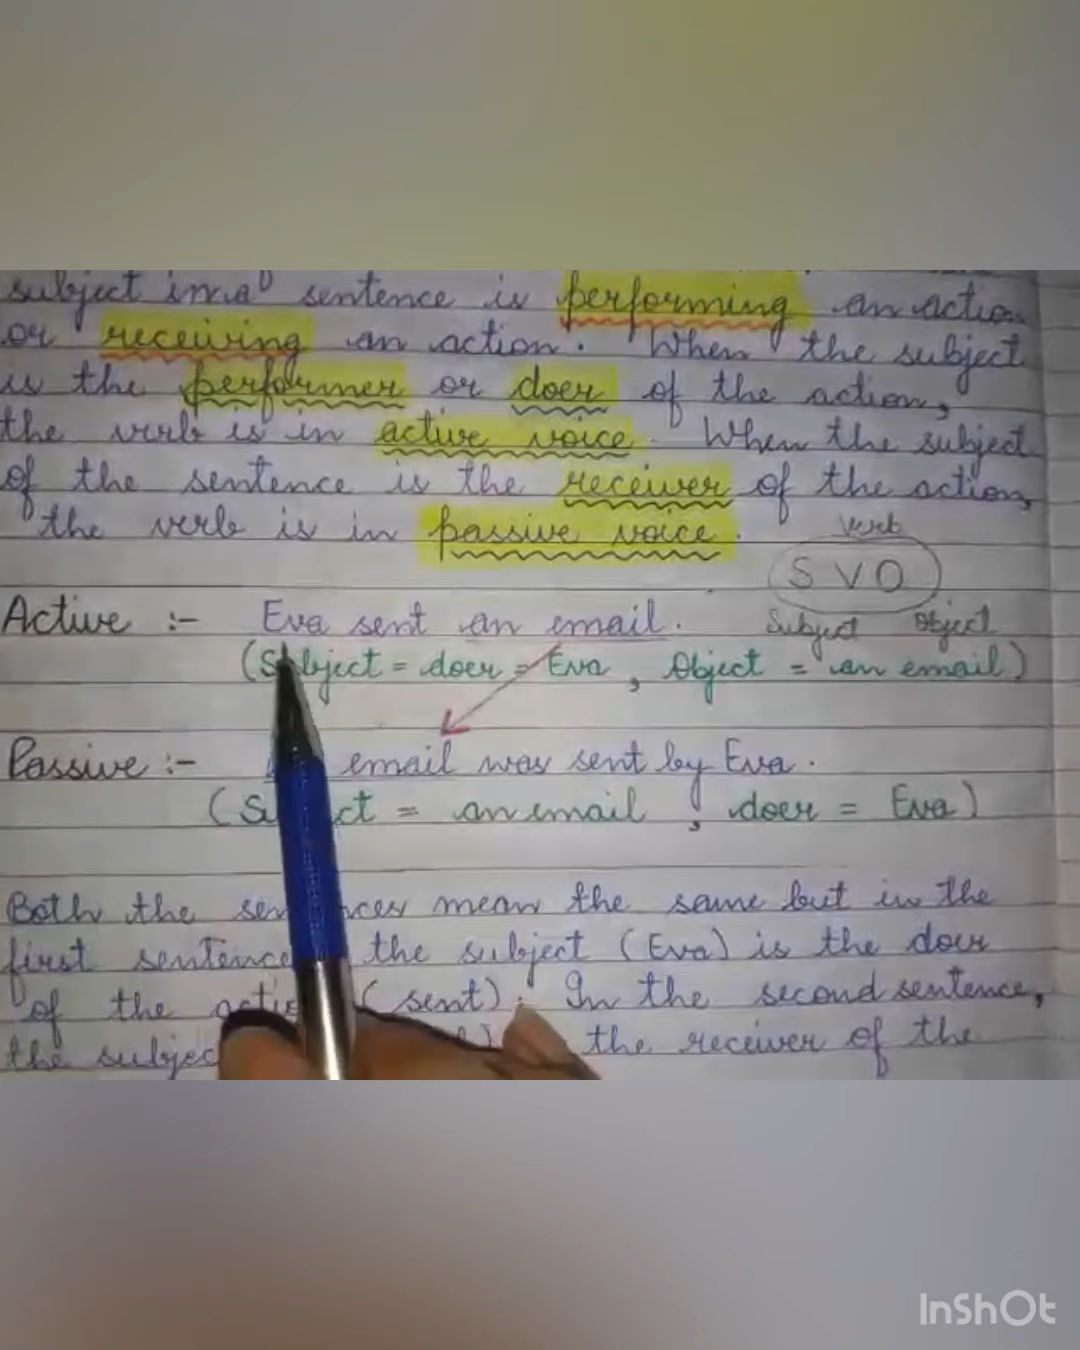 subject in a sentence is performing an action
or receiving an action. When the subject
is the performer or doer of the action,
the verb is in active voice. When the subject
of the sentence is the receiver of the action,
the verb is in passive voice.
Verb
S V O
Subject Object
Active :- Eva sent an email.
(Subject = doer = Eva, Object = an email)
Passive :- email was sent by Eva.
( = an email, doer = Eva)
Both the sentences mean the same but in the
first sentence the subject (Eva) is the doer
of the (sent). In the second sentence,
the the receiver of the
InShOt